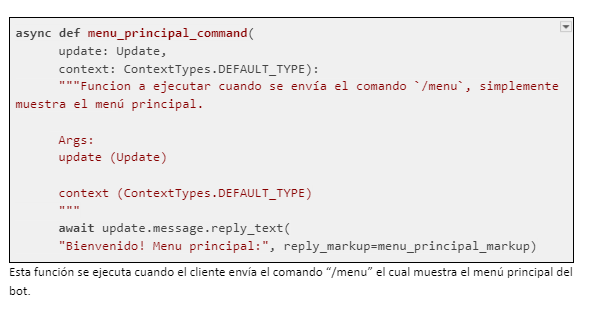 async def menu_principal_command(
update: Update,
context: ContextTypes.DEFAULT_TYPE):
"""Funcion a ejecutar cuando se envía el comando `/menu`, simplemente
muestra el menú principal.
Args:
update (Update)
context (ContextTypes.DEFAULT_TYPE)
"""
await update.message.reply_text(
"Bienvenido! Menu principal:", reply_markup=menu_principal_markup)
Esta función se ejecuta cuando el cliente envía el comando “/menu” el cual muestra el menú principal del
bot.